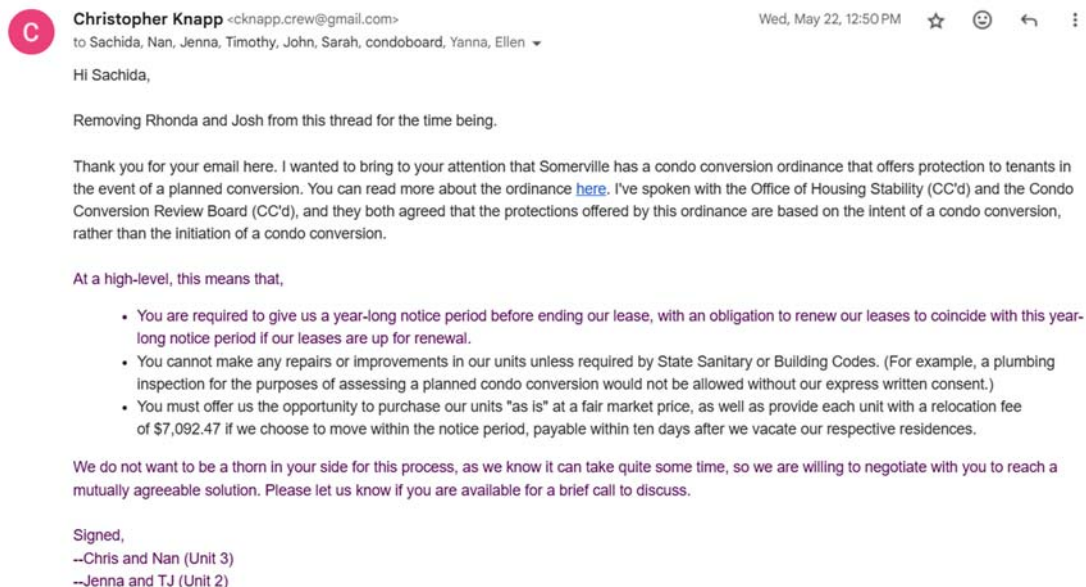 C
Christopher Knapp <cknapp.crew@gmail.com>
Wed, May 22, 12:50 PM
to Sachida, Nan, Jenna, Timothy, John, Sarah, condoboard, Yanna, Ellen
Hi Sachida,
Removing Rhonda and Josh from this thread for the time being.
Thank you for your email here. I wanted to bring to your attention that Somerville has a condo conversion ordinance that offers protection to tenants in
the event of a planned conversion. You can read more about the ordinance here. I've spoken with the Office of Housing Stability (CC'd) and the Condo
Conversion Review Board (CC'd), and they both agreed that the protections offered by this ordinance are based on the intent of a condo conversion,
rather than the initiation of a condo conversion.
At a high-level, this means that,
• You are required to give us a year-long notice period before ending our lease, with an obligation to renew our leases to coincide with this year-
long notice period if our leases are up for renewal.
• You cannot make any repairs or improvements in our units unless required by State Sanitary or Building Codes. (For example, a plumbing
inspection for the purposes of assessing a planned condo conversion would not be allowed without our express written consent.)
• You must offer us the opportunity to purchase our units "as is" at a fair market price, as well as provide each unit with a relocation fee
of $7,092.47 if we choose to move within the notice period, payable within ten days after we vacate our respective residences.
We do not want to be a thorn in your side for this process, as we know it can take quite some time, so we are willing to negotiate with you to reach a
mutually agreeable solution. Please let us know if you are available for a brief call to discuss.
Signed,
--Chris and Nan (Unit 3)
--Jenna and TJ (Unit 2)